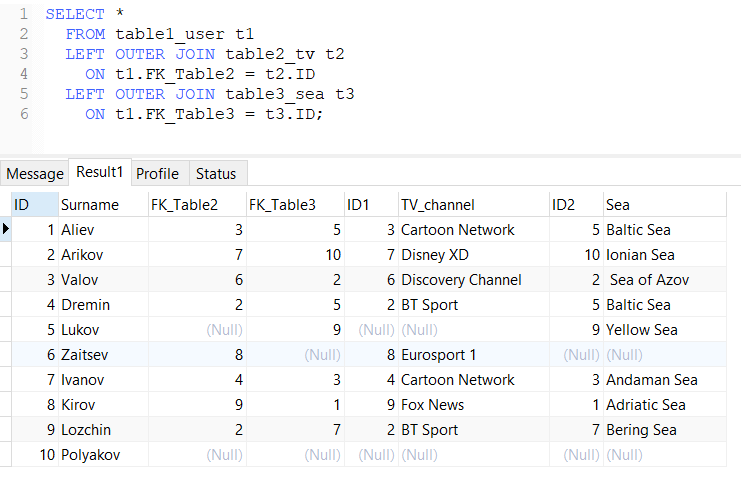 1 SELECT *
2 FROM table1_user t1
3 LEFT OUTER JOIN table2_tv t2
4 ON t1.FK_Table2 = t2.ID
5 LEFT OUTER JOIN table3_sea t3
6 ON t1.FK_Table3 = t3.ID;
Message Result1 Profile Status
ID Surname FK_Table2 FK_Table3 ID1 TV_channel ID2 Sea
1 Aliev 3 5 3 Cartoon Network 5 Baltic Sea
2 Arikov 7 10 7 Disney XD 10 Ionian Sea
3 Valov 6 2 6 Discovery Channel 2 Sea of Azov
4 Dremin 2 5 2 BT Sport 5 Baltic Sea
5 Lukov (Null) 9 (Null) (Null) 9 Yellow Sea
6 Zaitsev 8 (Null) 8 Eurosport 1 (Null) (Null)
7 Ivanov 4 3 4 Cartoon Network 3 Andaman Sea
8 Kirov 9 1 9 Fox News 1 Adriatic Sea
9 Lozchin 2 7 2 BT Sport 7 Bering Sea
10 Polyakov (Null) (Null) (Null) (Null) (Null) (Null)